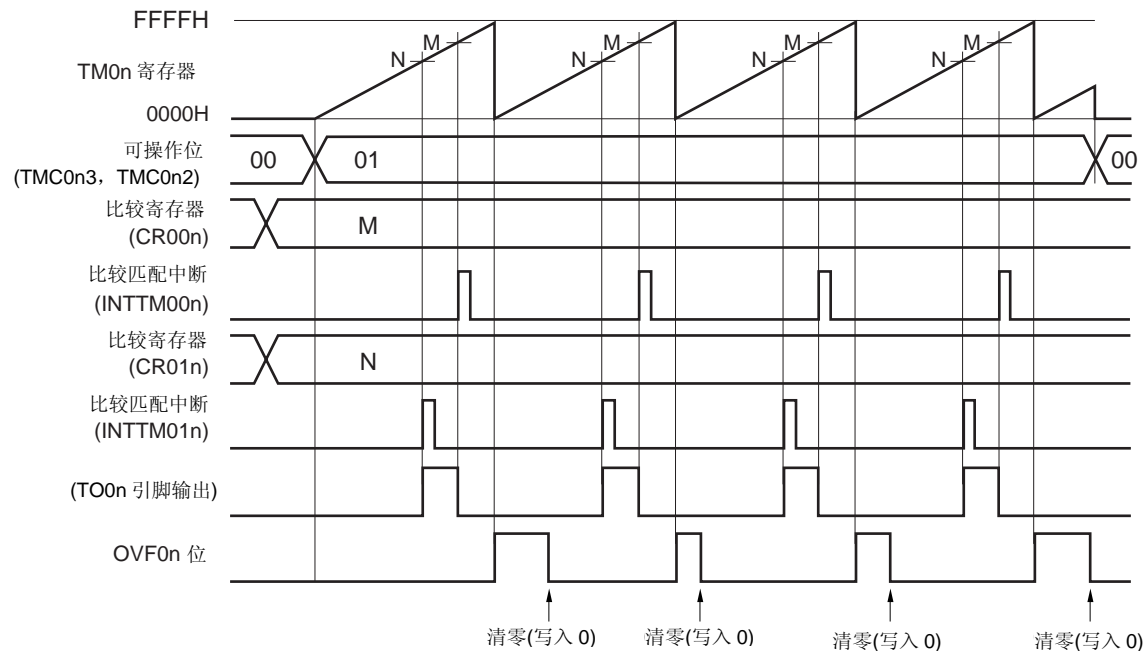 FFFFH
M M M M
N N N N
TM0n 寄存器
0000H
可操作位
(TMC0n3，TMC0n2)
00 01 00
比较寄存器
(CR00n)
M
比较匹配中断
(INTTM00n)
比较寄存器
(CR01n)
N
比较匹配中断
(INTTM01n)
(TO0n 引脚输出)
OVF0n 位
清零(写入 0) 清零(写入 0) 清零(写入 0) 清零(写入 0)